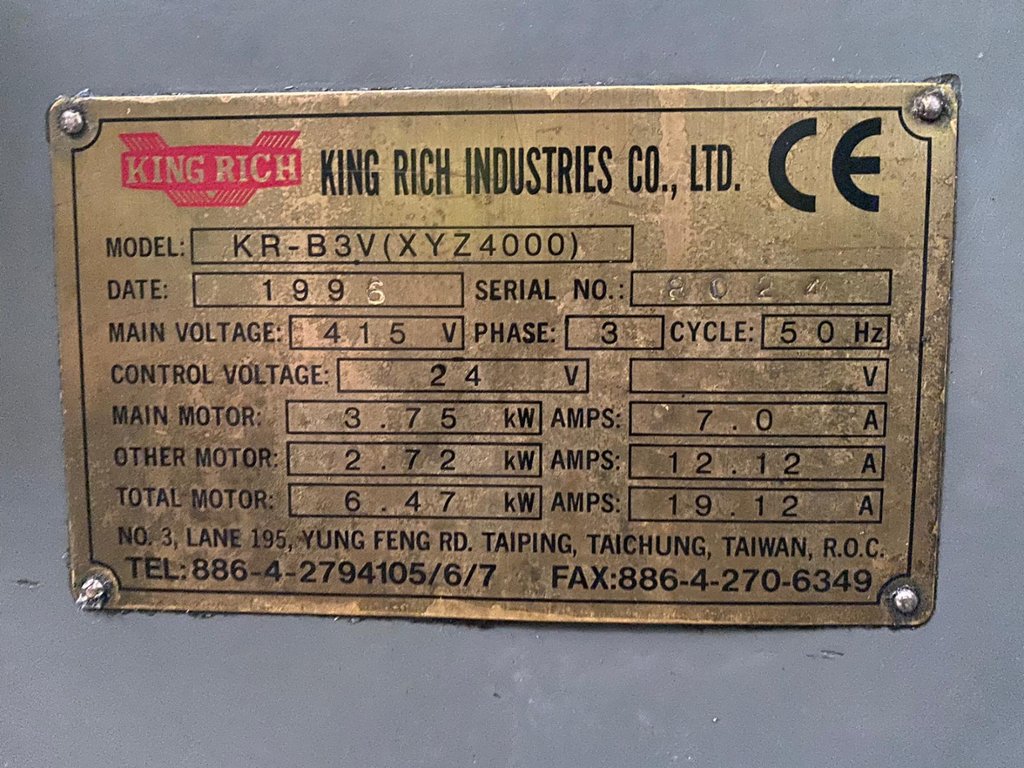 KING RICH KING RICH INDUSTRIES CO., LTD. CE
MODEL: KR-B3V(XYZ4000)
DATE: 1996 SERIAL NO.: 8024
MAIN VOLTAGE: 415 V PHASE: 3 CYCLE: 50 Hz
CONTROL VOLTAGE: 24 V V
MAIN MOTOR: 3.75 kW AMPS: 7.0 A
OTHER MOTOR: 2.72 kW AMPS: 12.12 A
TOTAL MOTOR: 6.47 kW AMPS: 19.12 A
NO. 3, LANE 195, YUNG FENG RD. TAIPING, TAICHUNG, TAIWAN, R.O.C.
TEL:886-4-2794105/6/7 FAX:886-4-270-6349